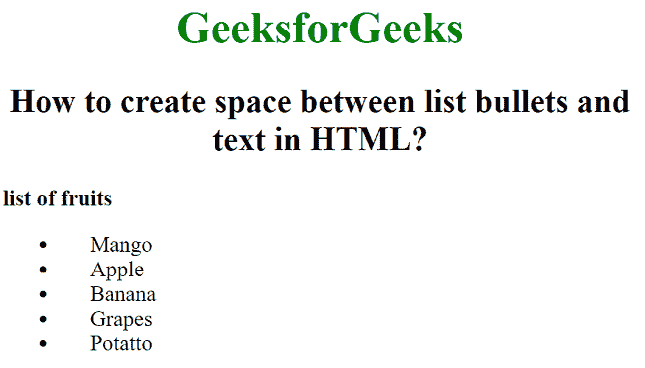 GeeksforGeeks
How to create space between list bullets and
text in HTML?
list of fruits
• Mango
• Apple
• Banana
• Grapes
• Potatto